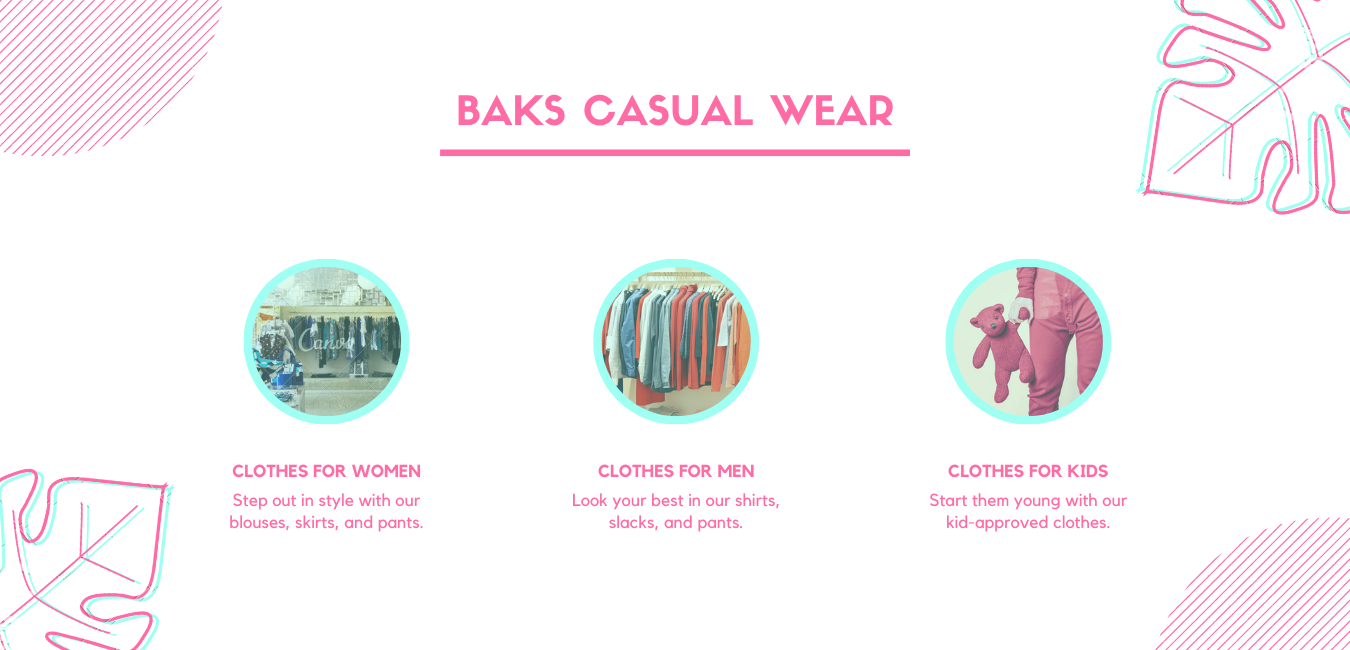 BAKS CASUAL WEAR
Canva
CLOTHES FOR WOMEN
Step out in style with our
blouses, skirts, and pants.
CLOTHES FOR MEN
Look your best in our shirts,
slacks, and pants.
CLOTHES FOR KIDS
Start them young with our
kid-approved clothes.